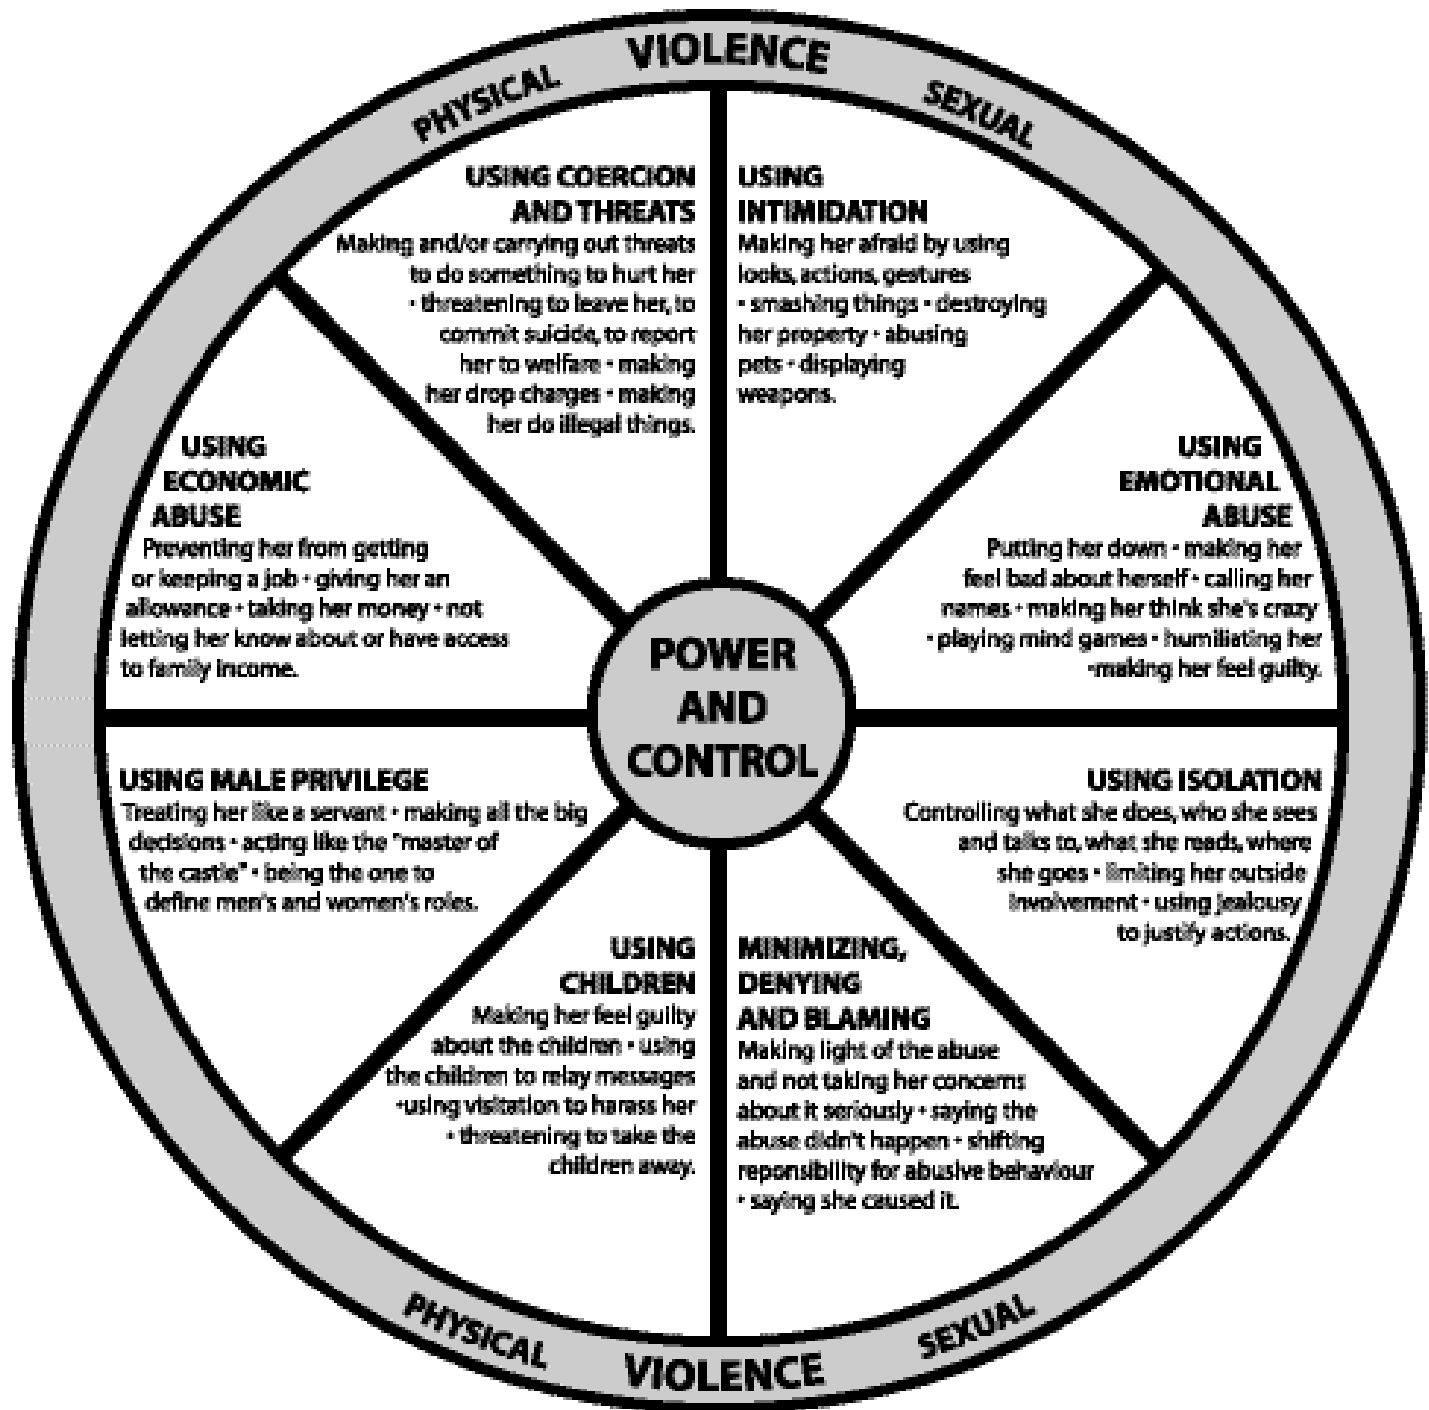 VIOLENCE
PHYSICAL
SEXUAL
USING COERCION
AND THREATS
Making and/or carrying out threats
to do something to hurt her
• threatening to leave her, to
commit suicide, to report
her to welfare • making
her drop charges • making
her do illegal things.
USING
INTIMIDATION
Making her afraid by using
looks, actions, gestures
• smashing things • destroying
her property • abusing
pets • displaying
weapons.
USING
ECONOMIC
ABUSE
Preventing her from getting
or keeping a job • giving her an
allowance • taking her money • not
letting her know about or have access
to family income.
USING
EMOTIONAL
ABUSE
Putting her down • making her
feel bad about herself • calling her
names • making her think she's crazy
• playing mind games • humiliating her
•making her feel guilty.
POWER
AND
CONTROL
USING MALE PRIVILEGE
Treating her like a servant • making all the big
decisions • acting like the "master of
the castle" • being the one to
define men's and women's roles.
USING ISOLATION
Controlling what she does, who she sees
and talks to, what she reads, where
she goes • limiting her outside
involvement • using jealousy
to justify actions.
USING
CHILDREN
Making her feel guilty
about the children • using
the children to relay messages
•using visitation to harass her
• threatening to take the
children away.
MINIMIZING,
DENYING
AND BLAMING
Making light of the abuse
and not taking her concerns
about it seriously • saying the
abuse didn't happen • shifting
reponsibility for abusive behaviour
• saying she caused it.
PHYSICAL
VIOLENCE
SEXUAL